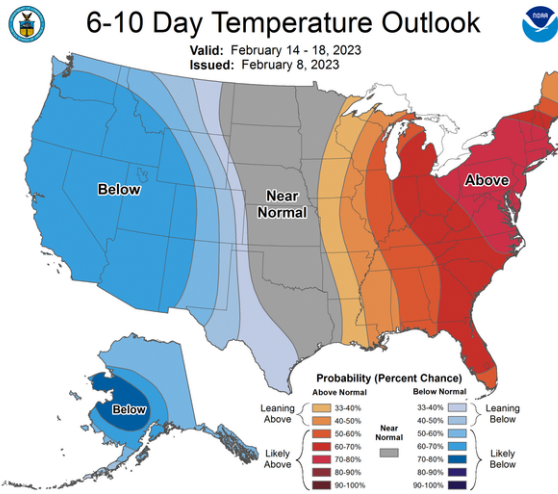 6-10 Day Temperature Outlook
Valid: February 14 - 18, 2023
Issued: February 8, 2023
NOAA
Below
Near
Normal
Above
Below
Probability (Percent Chance)
Above Normal
Below Normal
Leaning
Above
33-40%
40-50%
Likely
Above
50-60%
60-70%
70-80%
80-90%
90-100%
Near
Normal
33-40%
40-50%
Leaning
Below
50-60%
60-70%
70-80%
80-90%
90-100%
Likely
Below